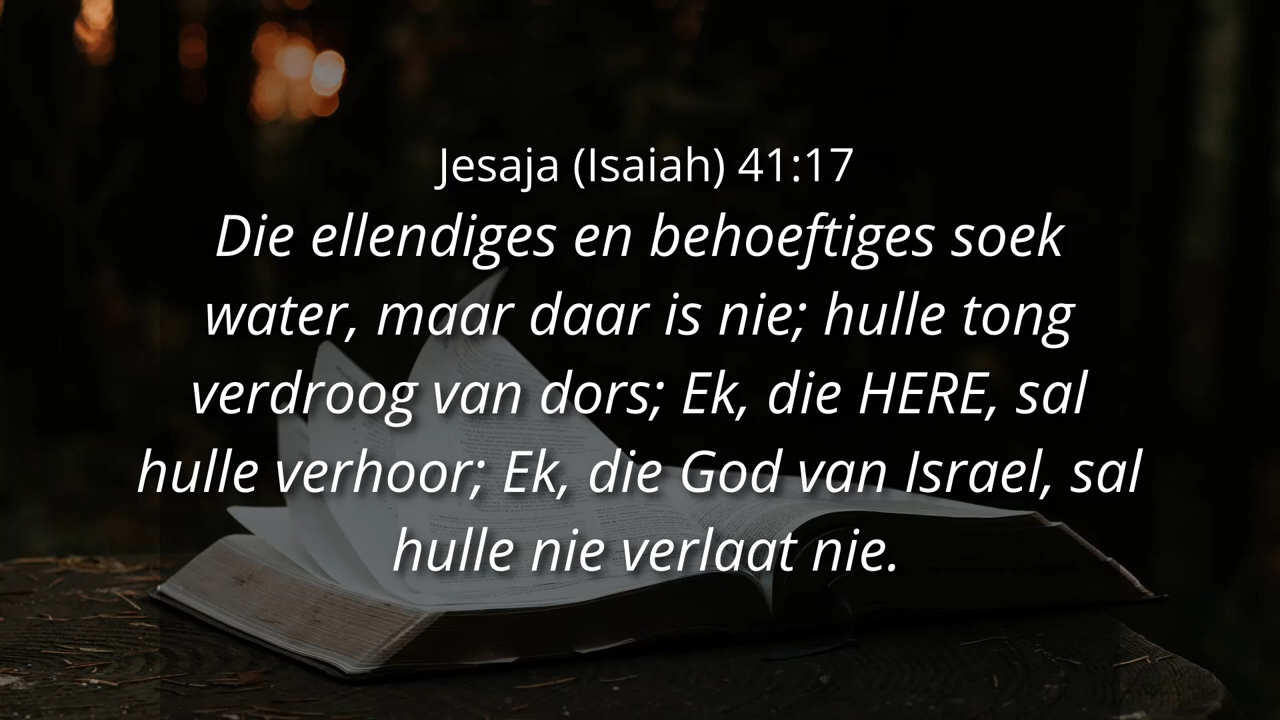 Jesaja (Isaiah) 41:17
Die ellendiges en behoeftiges soek
water, maar daar is nie; hulle tong
verdroog van dors; Ek, die HERE, sal
hulle verhoor; Ek, die God van Israel, sal
hulle nie verlaat nie.